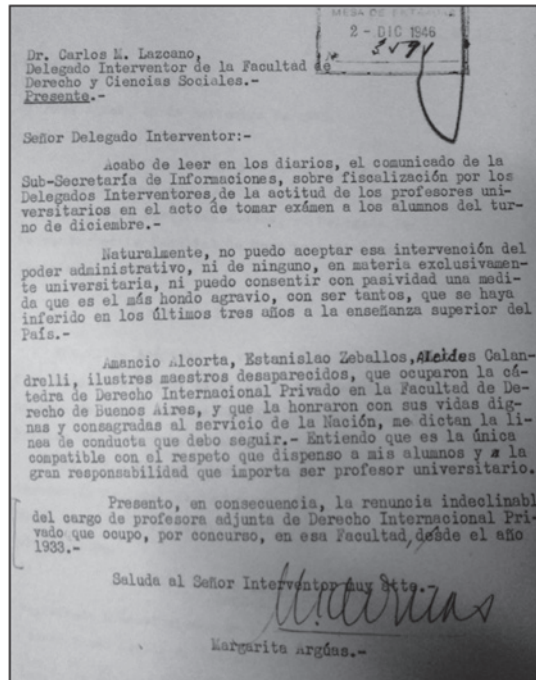 MESA DE ENTRADAS
2 - DIC 1946
Dr. Carlos M. Lazcano,
Delegado Interventor de la Facultad de
Derecho y Ciencias Sociales.-
Presente.-
Señor Delegado Interventor:-
Acabo de leer en los diarios, el comunicado de la
Sub-Secretaría de Informaciones, sobre fiscalización por los
Delegados Interventores de la actitud de los profesores uni-
versitarios en el acto de tomar exámen a los alumnos del tur-
no de diciembre.-
Naturalmente, no puedo aceptar esa intervención del
poder administrativo, ni de ninguno, en materia exclusivamen-
te universitaria, ni puedo consentir con pasividad una medi-
da que es el más hondo agravio, con ser tantos, que se haya
inferido en los últimos tres años a la enseñanza superior del
País.-
Amancio Alcorta, Estanislao Zeballos, Alcides Calan-
drelli, ilustres maestros desaparecidos, que ocuparon la cá-
tedra de Derecho Internacional Privado en la Facultad de De-
recho de Buenos Aires, y que la honraron con sus vidas dig-
nas y consagradas al servicio de la Nación, me dictan la lí-
nea de conducta que debo seguir.- Entiendo que es la única
compatible con el respeto que dispenso a mis alumnos y a la
gran responsabilidad que importa ser profesor universitario.
Presento, en consecuencia, la renuncia indeclinabl
del cargo de profesora adjunta de Derecho Internacional Pri-
vado que ocupo, por concurso, en esa Facultad, desde el año
1933.-
Saluda al Señor Interventor muy atte.-
Margarita Argúas.-